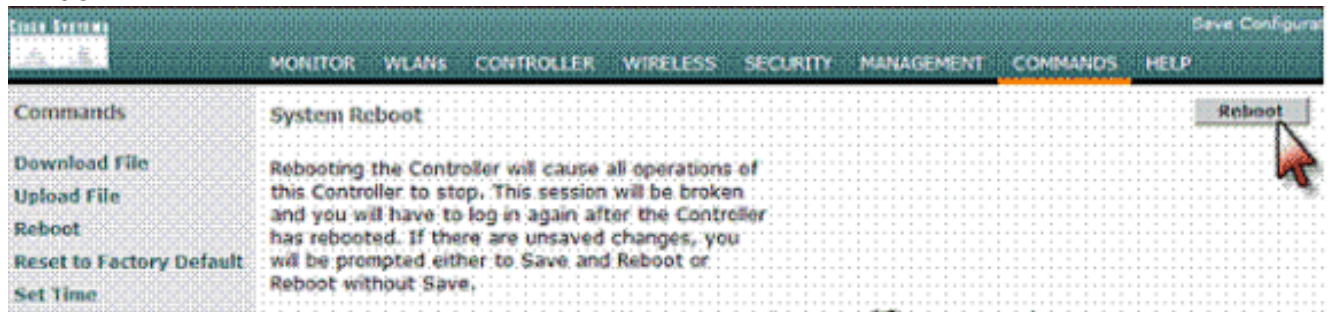 CISCO SYSTEMS
Save Configurat
MONITOR WLANs CONTROLLER WIRELESS SECURITY MANAGEMENT COMMANDS HELP
Commands
Download File
Upload File
Reboot
Reset to Factory Default
Set Time
System Reboot
Reboot
Rebooting the Controller will cause all operations of
this Controller to stop. This session will be broken
and you will have to log in again after the Controller
has rebooted. If there are unsaved changes, you
will be prompted either to Save and Reboot or
Reboot without Save.